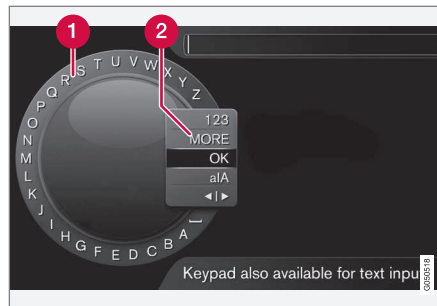 1
2
A B C D E F G H I J K L M N O P Q R S T U V W X Y Z
123
MORE
OK
a|A
◄|►
Keypad also available for text inpu
G050518